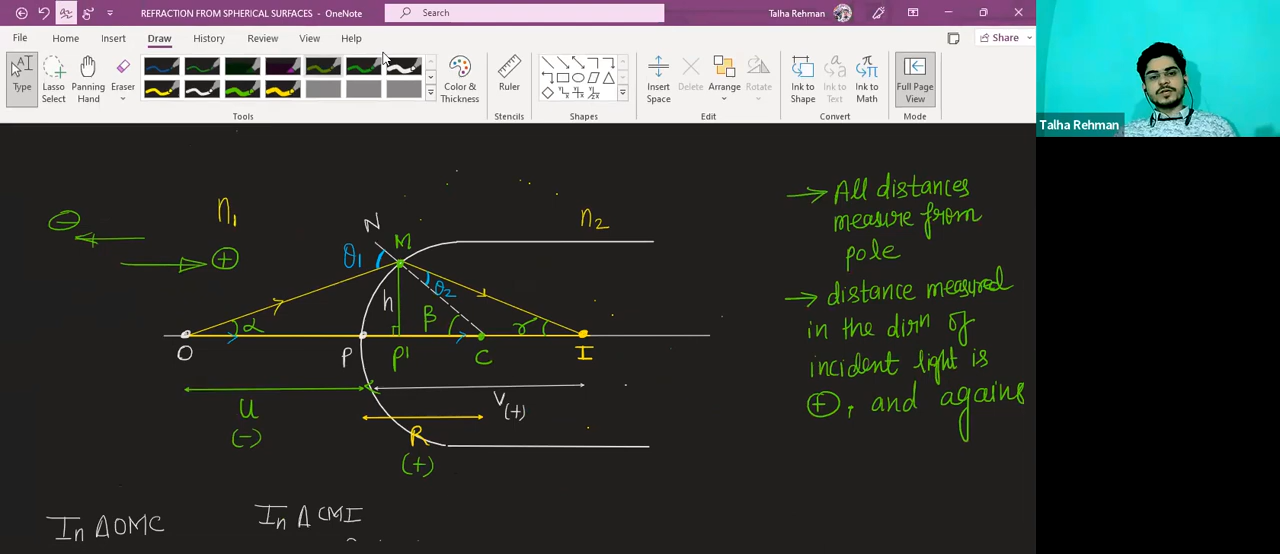 REFRACTION FROM SPHERICAL SURFACES - OneNote
Search
Talha Rehman
File Home Insert Draw History Review View Help
Share
Type
Lasso Select
Panning Hand
Eraser
Color & Thickness
Ruler
Insert Space
Delete
Arrange
Rotate
Ink to Shape
Ink to Text
Ink to Math
Full Page View
Tools
Stencils
Shapes
Edit
Convert
Mode
Talha Rehman
n1
n2
⊖
⊕
N
M
θ1
θ2
h
α
β
γ
O
P
P'
C
I
u
(-)
v
(+)
R
(+)
→ All distances
measure from
pole
→ distance measured
in the dirn of
incident light is
⊕, and agains
In Δ OMC
In Δ CMI